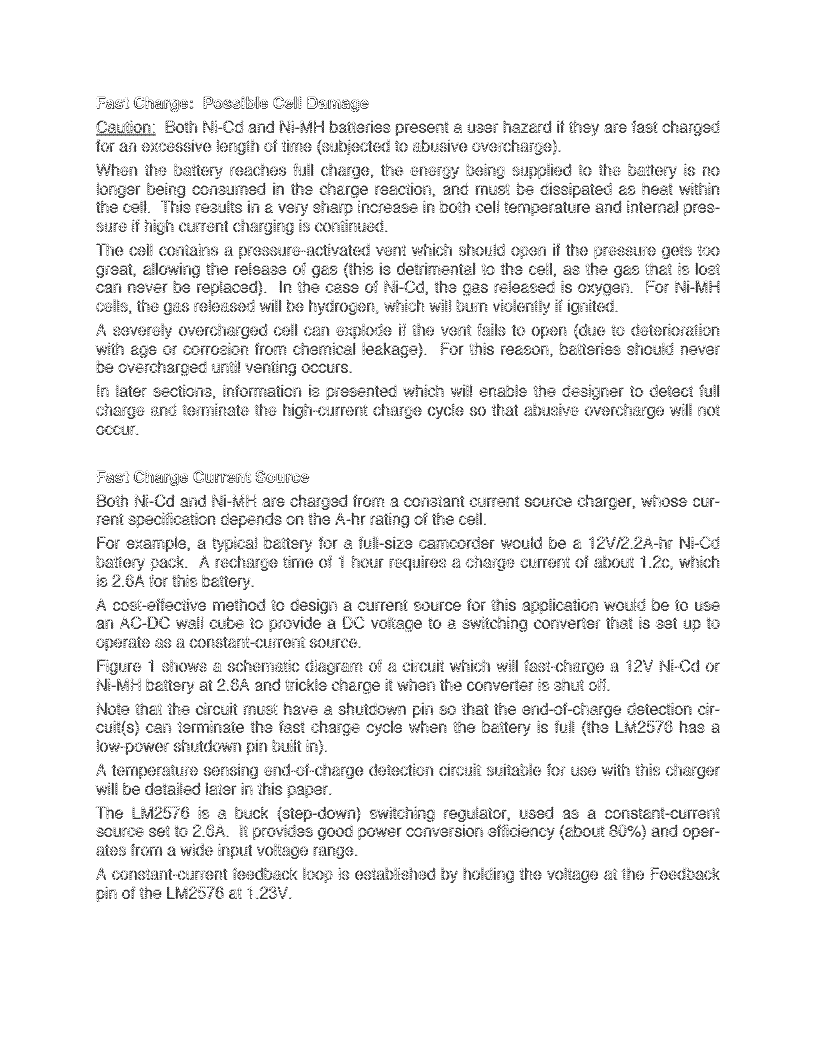 Fast Charge: Possible Cell Damage
Caution: Both Ni-Cd and Ni-MH batteries present a user hazard if they are fast charged
for an excessive length of time (subjected to abusive overcharge).
When the battery reaches full charge, the energy being supplied to the battery is no
longer being consumed in the charge reaction, and must be dissipated as heat within
the cell. This results in a very sharp increase in both cell temperature and internal pres-
sure if high current charging is continued.
The cell contains a pressure-activated vent which should open if the pressure gets too
great, allowing the release of gas (this is detrimental to the cell, as the gas that is lost
can never be replaced). In the case of Ni-Cd, the gas released is oxygen. For Ni-MH
cells, the gas released will be hydrogen, which will burn violently if ignited.
A severely overcharged cell can explode if the vent fails to open (due to deterioration
with age or corrosion from chemical leakage). For this reason, batteries should never
be overcharged until venting occurs.
In later sections, information is presented which will enable the designer to detect full
charge and terminate the high-current charge cycle so that abusive overcharge will not
occur.
Fast Charge Current Source
Both Ni-Cd and Ni-MH are charged from a constant current source charger, whose cur-
rent specification depends on the A-hr rating of the cell.
For example, a typical battery for a full-size camcorder would be a 12V/2.2A-hr Ni-Cd
battery pack. A recharge time of 1 hour requires a charge current of about 1.2c, which
is 2.6A for this battery.
A cost-effective method to design a current source for this application would be to use
an AC-DC wall cube to provide a DC voltage to a switching converter that is set up to
operate as a constant-current source.
Figure 1 shows a schematic diagram of a circuit which will fast-charge a 12V Ni-Cd or
Ni-MH battery at 2.6A and trickle charge it when the converter is shut off.
Note that the circuit must have a shutdown pin so that the end-of-charge detection cir-
cuit(s) can terminate the fast charge cycle when the battery is full (the LM2576 has a
low-power shutdown pin built in).
A temperature sensing end-of-charge detection circuit suitable for use with this charger
will be detailed later in this paper.
The LM2576 is a buck (step-down) switching regulator, used as a constant-current
source set to 2.6A. It provides good power conversion efficiency (about 80%) and oper-
ates from a wide input voltage range.
A constant-current feedback loop is established by holding the voltage at the Feedback
pin of the LM2576 at 1.23V.